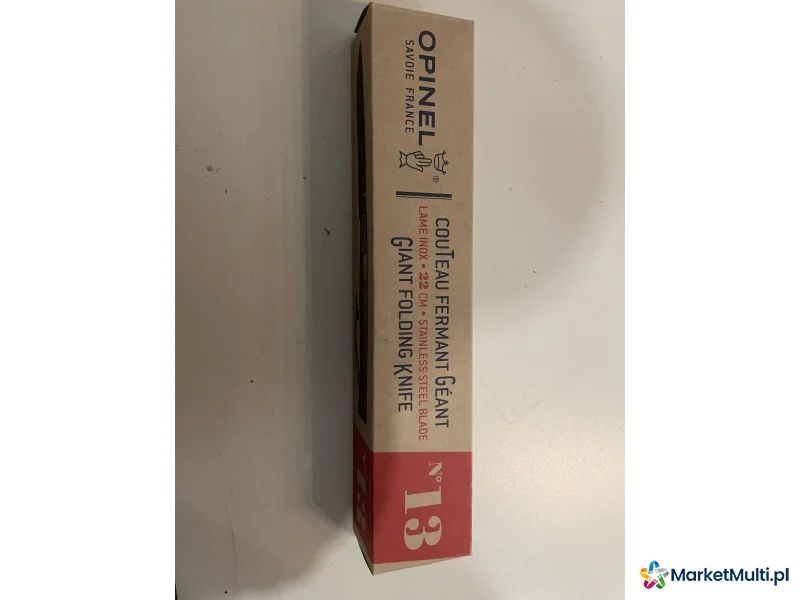 OPINEL
SAVOIE FRANCE
®
COUTEAU FERMANT GÉANT
LAME INOX • 22 CM • STAINLESS STEEL BLADE
GIANT FOLDING KNIFE
N° 13
13
MarketMulti.pl